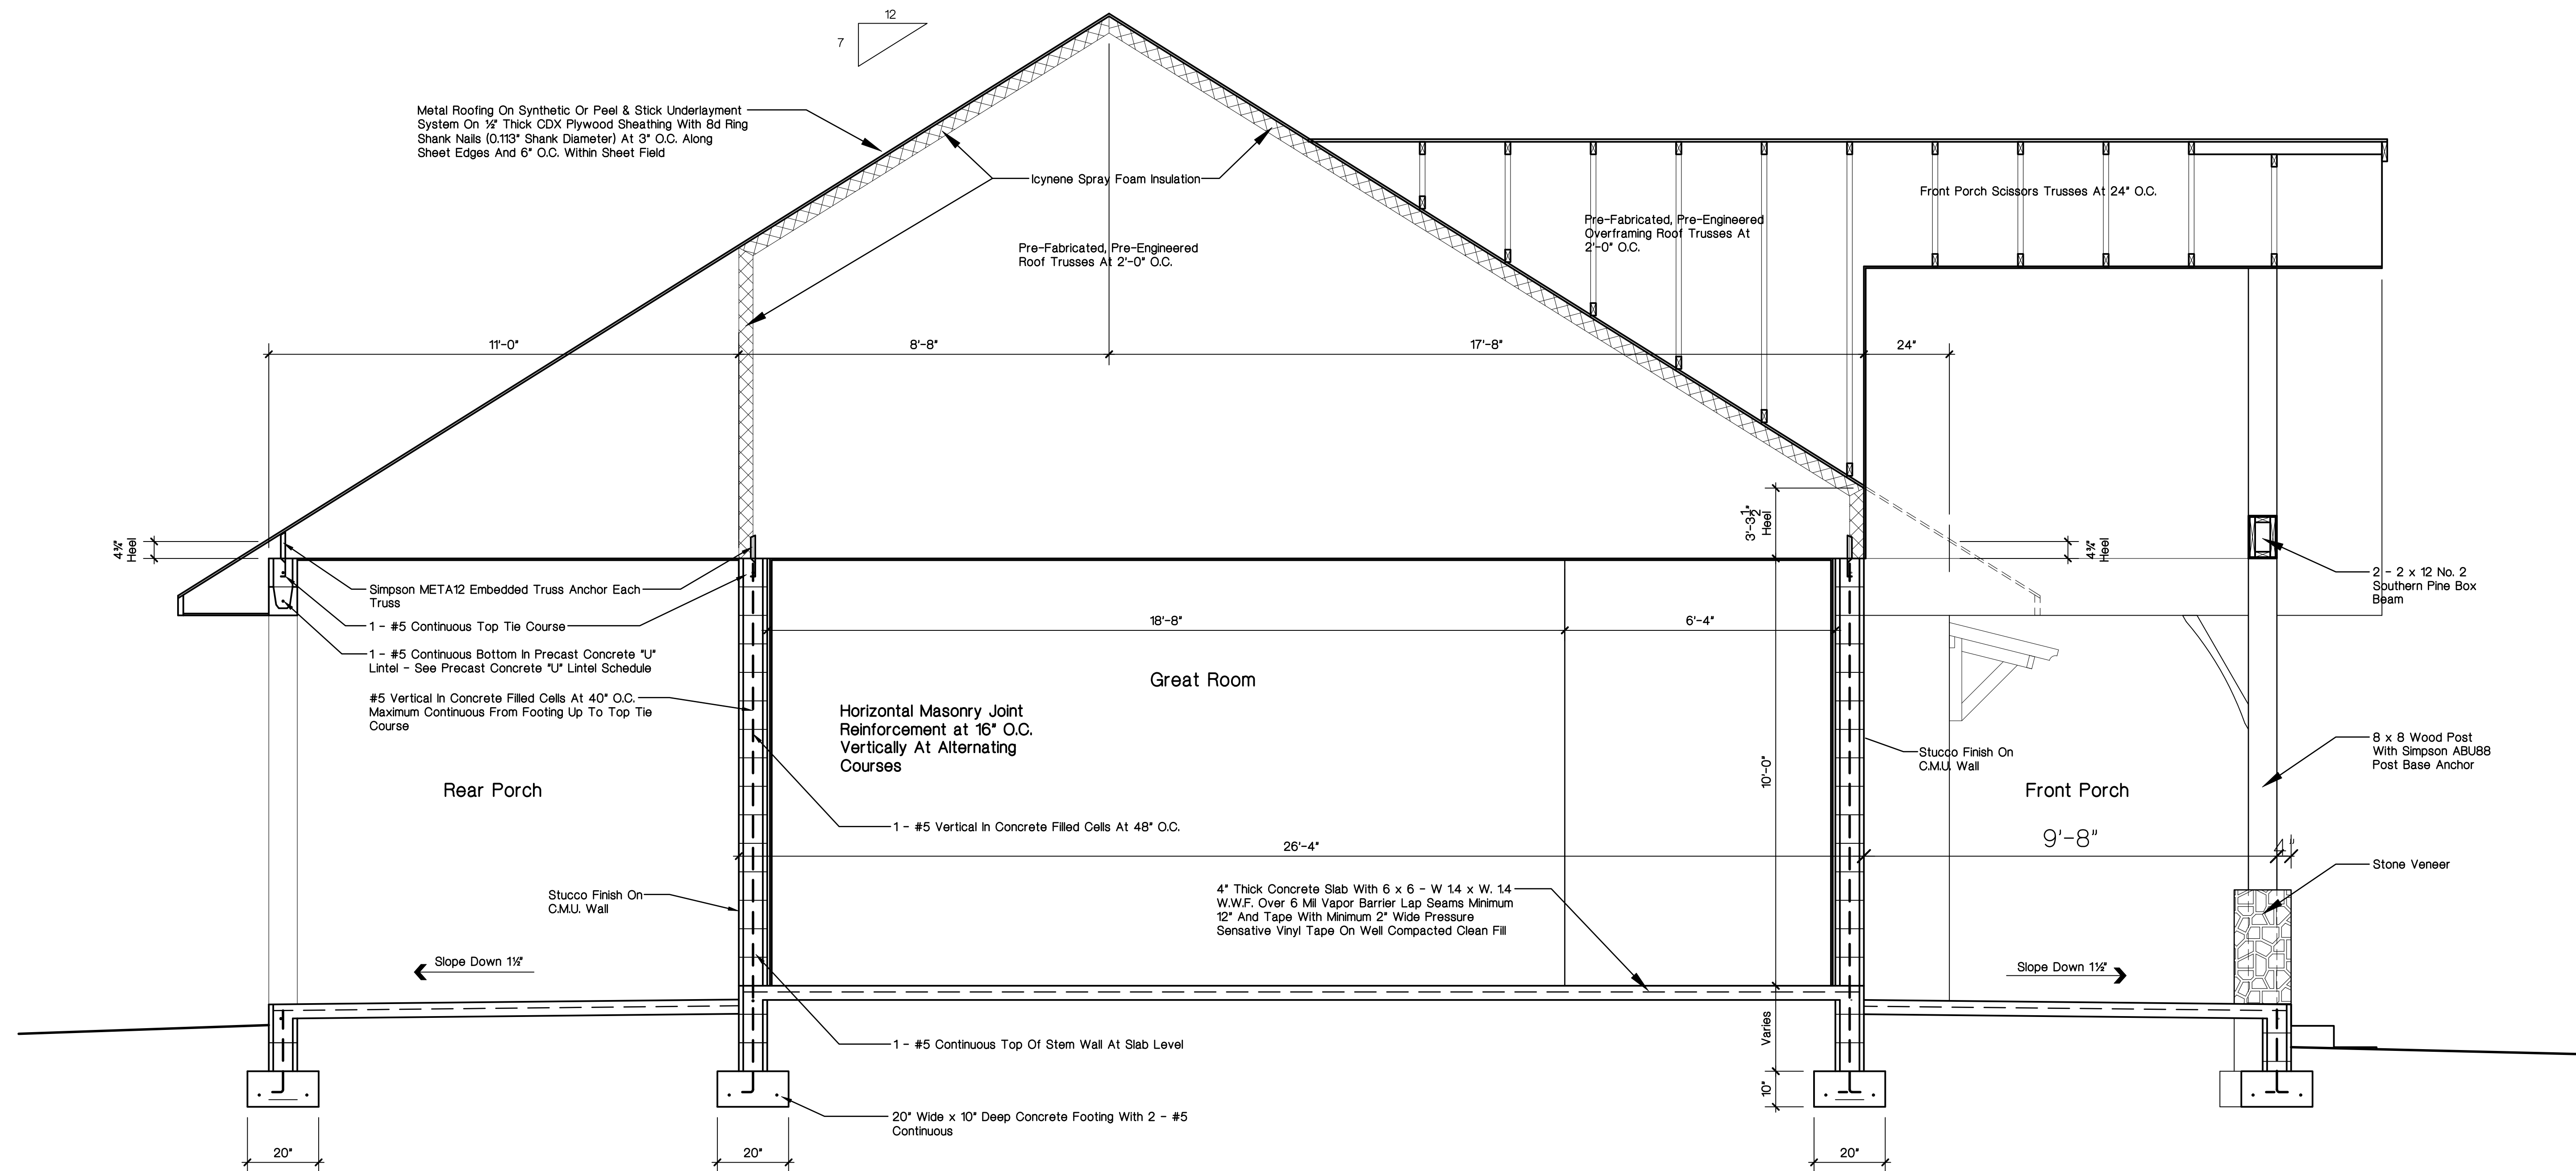 12
7
Metal Roofing On Synthetic Or Peel & Stick Underlayment
System On ½" Thick CDX Plywood Sheathing With 8d Ring
Shank Nails (0.113" Shank Diameter) At 3" O.C. Along
Sheet Edges And 6" O.C. Within Sheet Field
Icynene Spray Foam Insulation
Front Porch Scissors Trusses At 24" O.C.
Pre-Fabricated, Pre-Engineered
Overframing Roof Trusses At
2'-0" O.C.
Pre-Fabricated, Pre-Engineered
Roof Trusses At 2'-0" O.C.
11'-0"
8'-8"
17'-8"
24"
4¾"
Heel
3'-3½"
Heel
4¾"
Heel
Simpson META12 Embedded Truss Anchor Each
Truss
1 - #5 Continuous Top Tie Course
1 - #5 Continuous Bottom In Precast Concrete "U"
Lintel - See Precast Concrete "U" Lintel Schedule
#5 Vertical In Concrete Filled Cells At 40" O.C.
Maximum Continuous From Footing Up To Top Tie
Course
2 - 2 x 12 No. 2
Southern Pine Box
Beam
18'-8"
6'-4"
Great Room
Horizontal Masonry Joint
Reinforcement at 16" O.C.
Vertically At Alternating
Courses
Stucco Finish On
C.M.U. Wall
8 x 8 Wood Post
With Simpson ABU88
Post Base Anchor
10'-0"
Rear Porch
Front Porch
1 - #5 Vertical In Concrete Filled Cells At 48" O.C.
26'-4"
9'-8"
4"
Stone Veneer
Stucco Finish On
C.M.U. Wall
4" Thick Concrete Slab With 6 x 6 - W 1.4 x W. 1.4
W.W.F. Over 6 Mil Vapor Barrier Lap Seams Minimum
12" And Tape With Minimum 2" Wide Pressure
Sensative Vinyl Tape On Well Compacted Clean Fill
Slope Down 1½"
Slope Down 1½"
Varies
1 - #5 Continuous Top Of Stem Wall At Slab Level
10"
20" Wide x 10" Deep Concrete Footing With 2 - #5
Continuous
20"
20"
20"